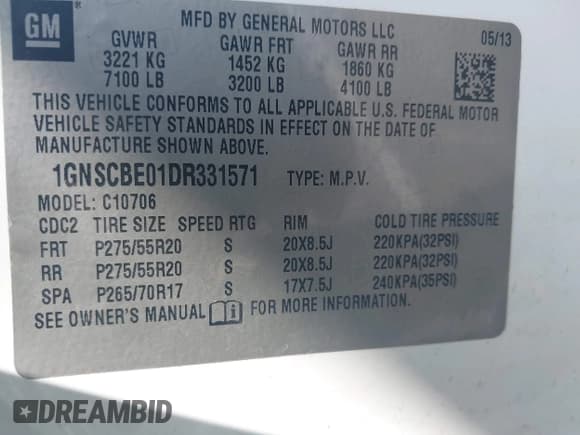 GM ®
MFD BY GENERAL MOTORS LLC
05/13
GVWR GAWR FRT GAWR RR
3221 KG 1452 KG 1860 KG
7100 LB 3200 LB 4100 LB
THIS VEHICLE CONFORMS TO ALL APPLICABLE U.S. FEDERAL MOTOR
VEHICLE SAFETY STANDARDS IN EFFECT ON THE DATE OF
MANUFACTURE SHOWN ABOVE.
1GNSCBE01DR331571 TYPE: M.P.V.
MODEL: C10706
CDC2 TIRE SIZE SPEED RTG RIM COLD TIRE PRESSURE
FRT P275/55R20 S 20X8.5J 220KPA(32PSI)
RR P275/55R20 S 20X8.5J 220KPA(32PSI)
SPA P265/70R17 S 17X7.5J 240KPA(35PSI)
SEE OWNER'S MANUAL FOR MORE INFORMATION.
DREAMBID